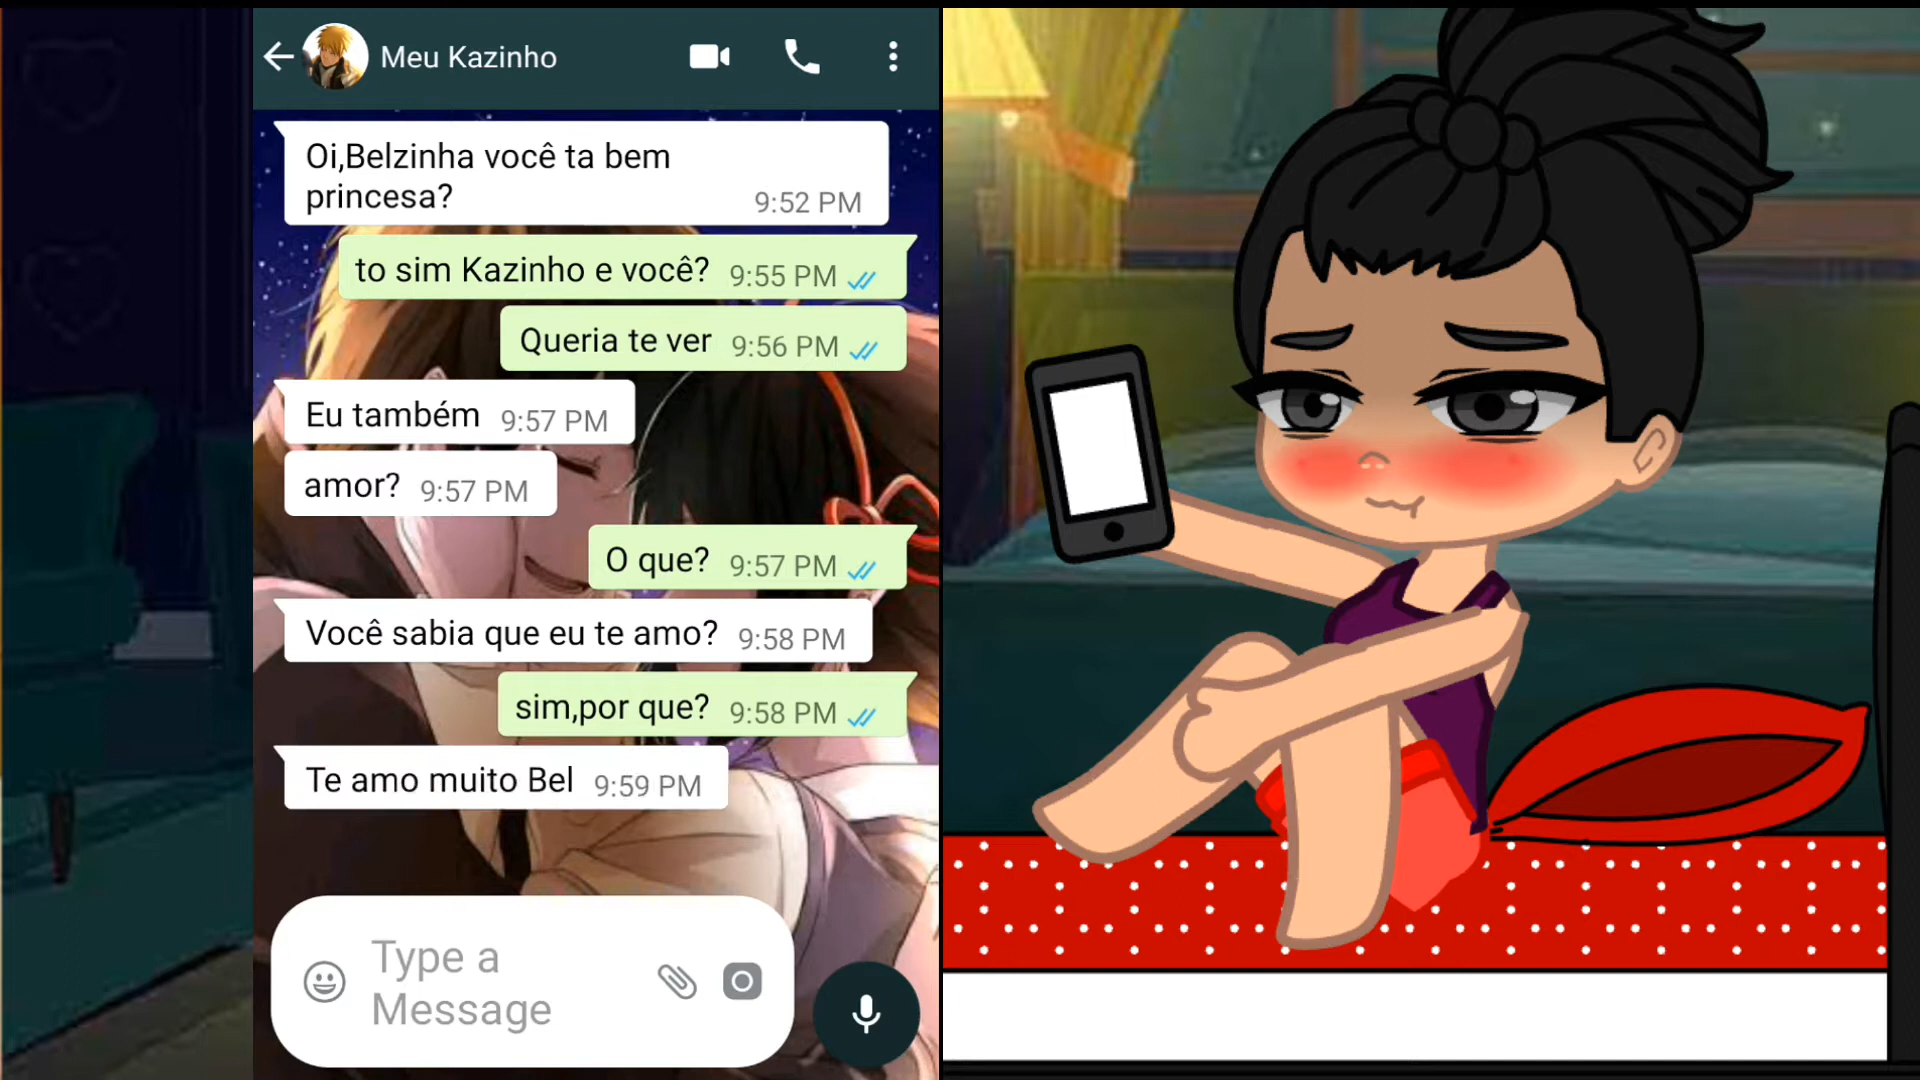 Meu Kazinho
Oi,Belzinha você ta bem
princesa? 9:52 PM
to sim Kazinho e você? 9:55 PM
Queria te ver 9:56 PM
Eu também 9:57 PM
amor? 9:57 PM
O que? 9:57 PM
Você sabia que eu te amo? 9:58 PM
sim,por que? 9:58 PM
Te amo muito Bel 9:59 PM
Type a
Message